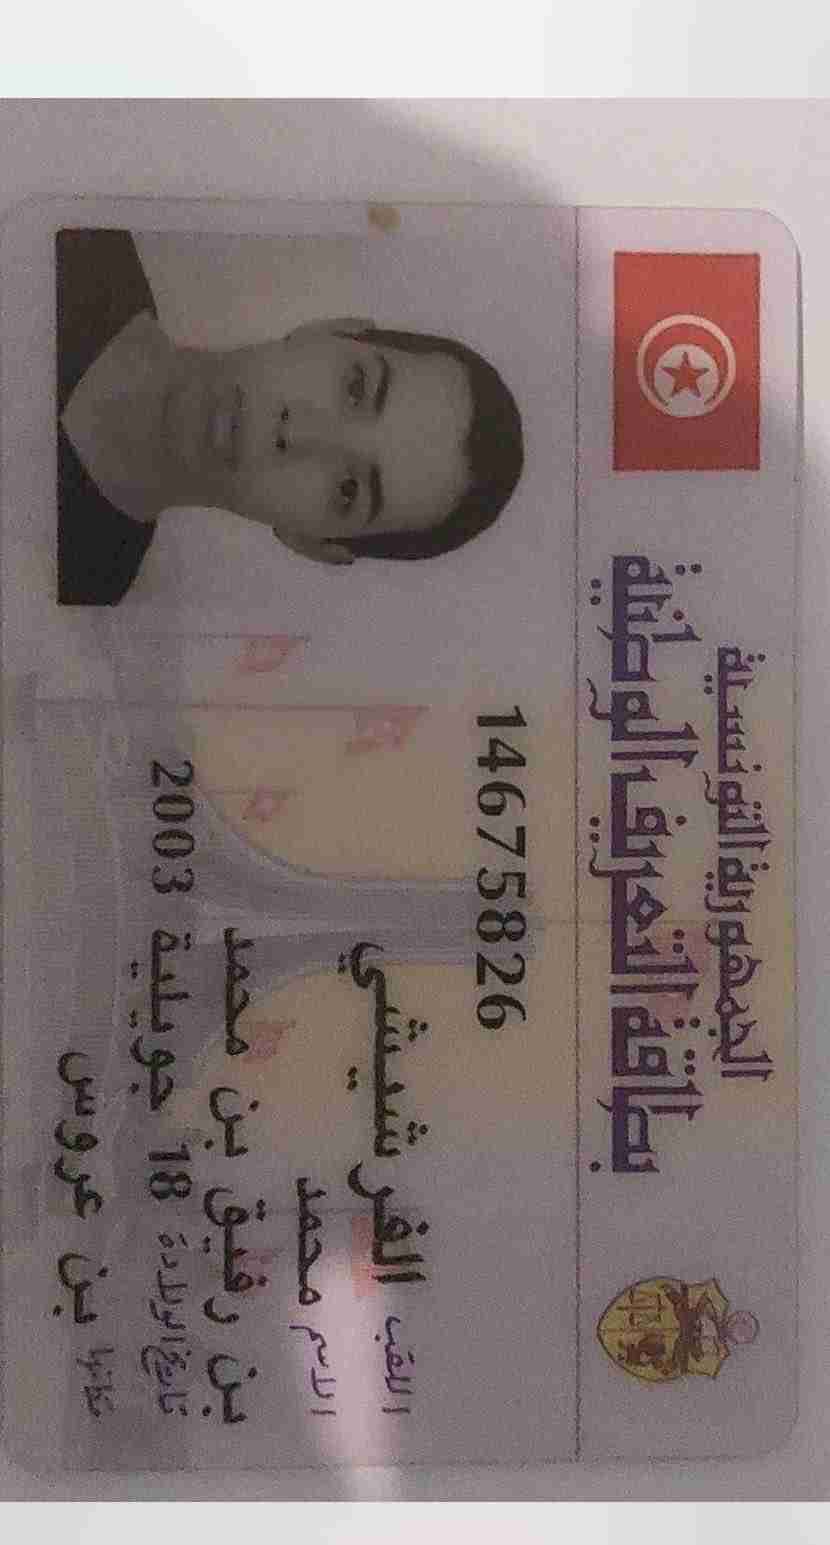 الجمهورية التونسية
بطاقة التعريف الوطنية
14675826
اللقب الفرشيشي
الاسم محمد
بن رفيق بن محمد
تاريخ الولادة 18 جويلية 2003
مكانها بن عروس